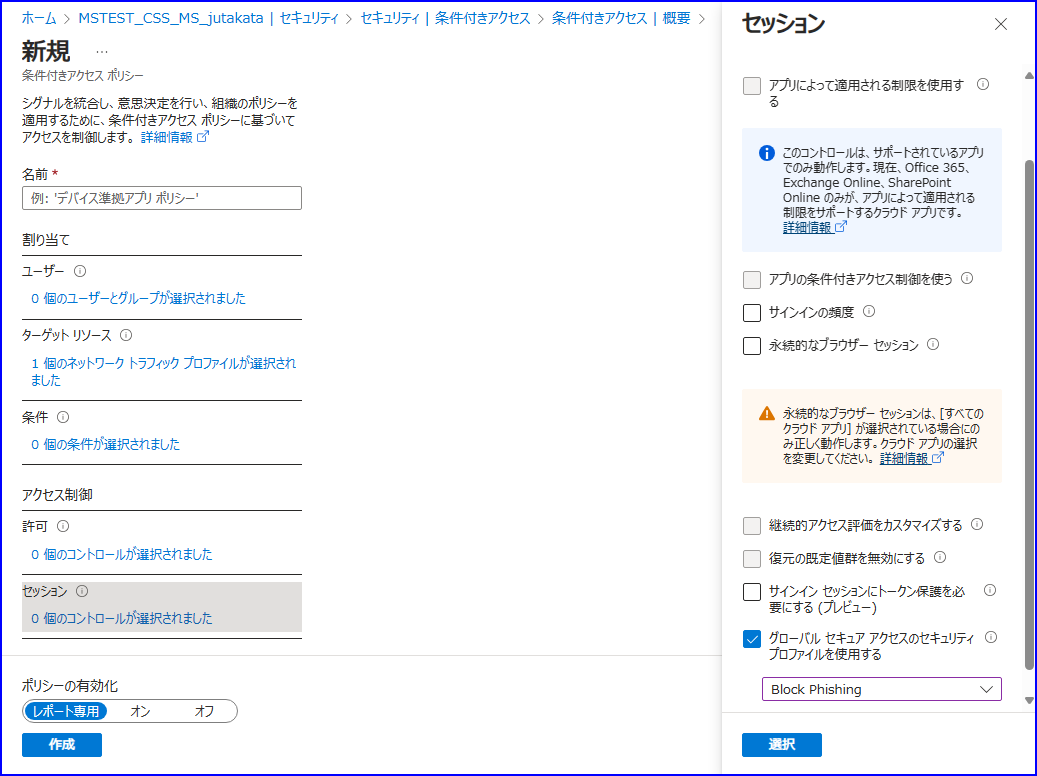 ホーム > MSTEST_CSS_MS_jutakata | セキュリティ > セキュリティ | 条件付きアクセス > 条件付きアクセス | 概要 >
新規 …
条件付きアクセス ポリシー
シグナルを統合し、意思決定を行い、組織のポリシーを
適用するために、条件付きアクセス ポリシーに基づいて
アクセスを制御します。 詳細情報
名前 *
例: 'デバイス準拠アプリ ポリシー'
割り当て
ユーザー
0 個のユーザーとグループが選択されました
ターゲット リソース
1 個のネットワーク トラフィック プロファイルが選択され
ました
条件
0 個の条件が選択されました
アクセス制御
許可
0 個のコントロールが選択されました
セッション
0 個のコントロールが選択されました
ポリシーの有効化
レポート専用 オン オフ
作成
セッション
アプリによって適用される制限を使用す
る
このコントロールは、サポートされているアプリ
でのみ動作します。現在、Office 365、
Exchange Online、SharePoint
Online のみが、アプリによって適用される
制限をサポートするクラウド アプリです。
詳細情報
アプリの条件付きアクセス制御を使う
サインインの頻度
永続的なブラウザー セッション
永続的なブラウザー セッションは、[すべての
クラウド アプリ] が選択されている場合にの
み正しく動作します。クラウド アプリの選択
を変更してください。 詳細情報
継続的アクセス評価をカスタマイズする
復元の既定値群を無効にする
サインイン セッションにトークン保護を必
要にする (プレビュー)
グローバル セキュア アクセスのセキュリティ
プロファイルを使用する
Block Phishing
選択